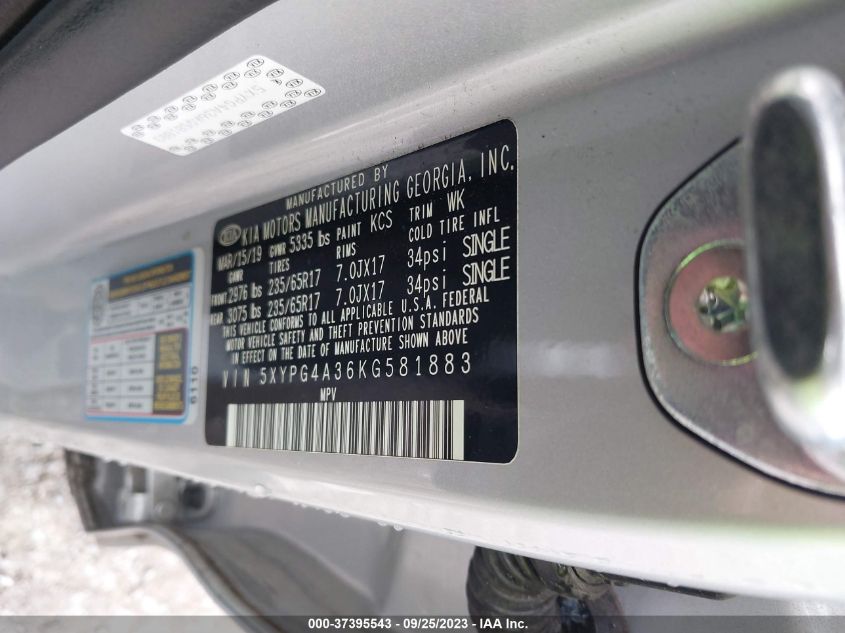 5XYPG4A36KG581883
MANUFACTURED BY
KIA KIA MOTORS MANUFACTURING GEORGIA, INC.
MAR/15/19 GVWR 5335 lbs PAINT KCS TRIM WK
GAWR TIRES RIMS COLD TIRE INFL
FRONT 2976 lbs 235/65R17 7.0JX17 34psi SINGLE
REAR 3075 lbs 235/65R17 7.0JX17 34psi SINGLE
THIS VEHICLE CONFORMS TO ALL APPLICABLE U.S.A. FEDERAL
MOTOR VEHICLE SAFETY AND THEFT PREVENTION STANDARDS
IN EFFECT ON THE DATE OF MANUFACTURE SHOWN ABOVE
VIN 5XYPG4A36KG581883
MPV
6110
000-37395543 - 09/25/2023 - IAA Inc.